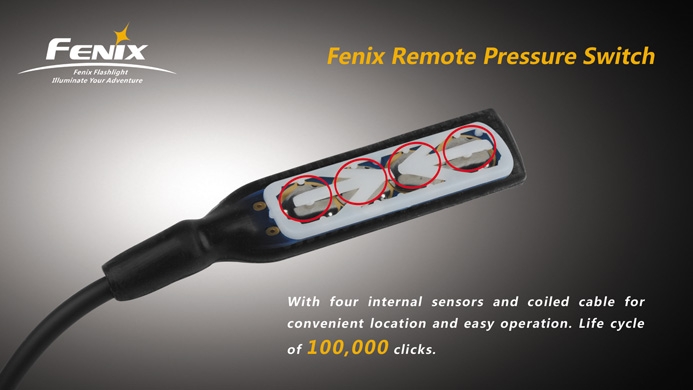 FENIX
Fenix Flashlight
Illuminate Your Adventure
Fenix Remote Pressure Switch
With four internal sensors and coiled cable for
convenient location and easy operation. Life cycle
of 100,000 clicks.